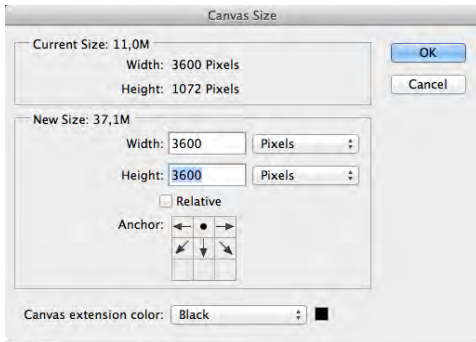 Canvas Size
Current Size: 11,0M
OK
Width: 3600 Pixels
Height: 1072 Pixels
Cancel
New Size: 37,1M
Width: 3600 Pixels
Height: 3600 Pixels
Relative
Anchor:
Canvas extension color: Black